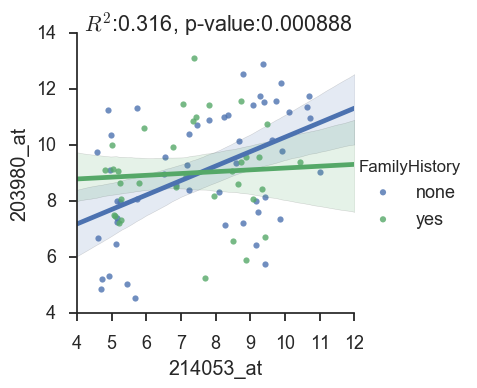 R²:0.316, p-value:0.000888
14
12
10
8
6
4
203980_at
4 5 6 7 8 9 10 11 12
214053_at
FamilyHistory
none
yes